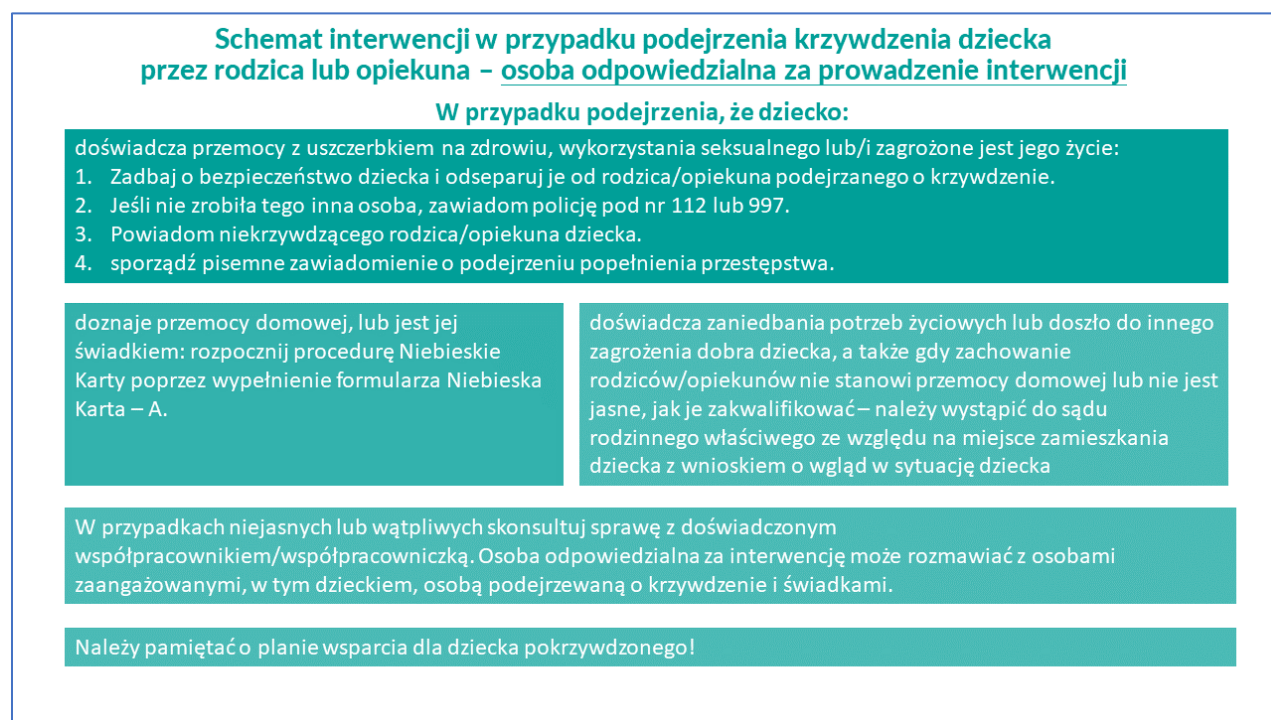 Schemat interwencji w przypadku podejrzenia krzywdzenia dziecka
przez rodzica lub opiekuna – osoba odpowiedzialna za prowadzenie interwencji
W przypadku podejrzenia, że dziecko:
doświadcza przemocy z uszczerbkiem na zdrowiu, wykorzystania seksualnego lub/i zagrożone jest jego życie:
1. Zadbaj o bezpieczeństwo dziecka i odseparuj je od rodzica/opiekuna podejrzanego o krzywdzenie.
2. Jeśli nie zrobiła tego inna osoba, zawiadom policję pod nr 112 lub 997.
3. Powiadom niekrzywdzącego rodzica/opiekuna dziecka.
4. sporządź pisemne zawiadomienie o podejrzeniu popełnienia przestępstwa.
doznaje przemocy domowej, lub jest jej
świadkiem: rozpocznij procedurę Niebieskie
Karty poprzez wypełnienie formularza Niebieska
Karta – A.
doświadcza zaniedbania potrzeb życiowych lub doszło do innego
zagrożenia dobra dziecka, a także gdy zachowanie
rodziców/opiekunów nie stanowi przemocy domowej lub nie jest
jasne, jak je zakwalifikować – należy wystąpić do sądu
rodzinnego właściwego ze względu na miejsce zamieszkania
dziecka z wnioskiem o wgląd w sytuację dziecka
W przypadkach niejasnych lub wątpliwych skonsultuj sprawę z doświadczonym
współpracownikiem/współpracowniczką. Osoba odpowiedzialna za interwencję może rozmawiać z osobami
zaangażowanymi, w tym dzieckiem, osobą podejrzewaną o krzywdzenie i świadkami.
Należy pamiętać o planie wsparcia dla dziecka pokrzywdzonego!